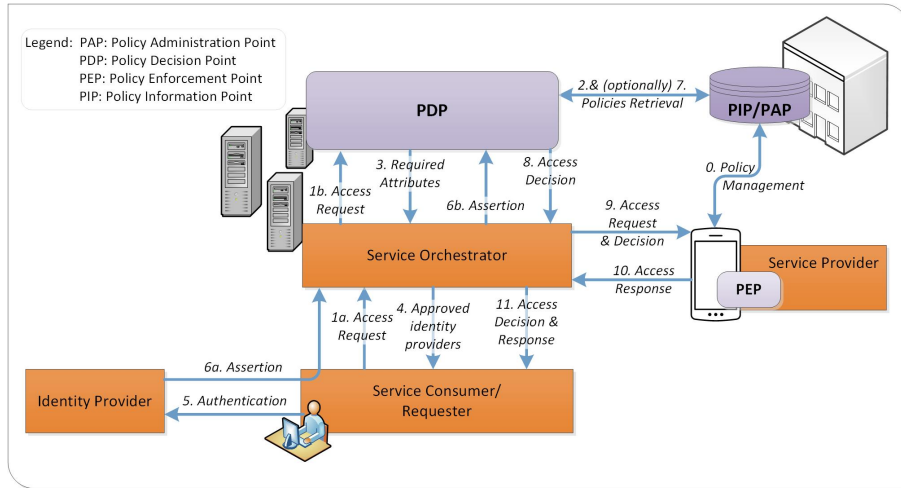 Legend: PAP: Policy Administration Point
PDP: Policy Decision Point
PEP: Policy Enforcement Point
PIP: Policy Information Point
PDP
2.& (optionally) 7.
Policies Retrieval
PIP/PAP
1b. Access
Request
3. Required
Attributes
6b. Assertion
8. Access
Decision
0. Policy
Management
9. Access
Request
& Decision
Service Orchestrator
Service Provider
PEP
10. Access
Response
1a. Access
Request
4. Approved
identity
providers
11. Access
Decision &
Response
6a. Assertion
Identity Provider
5. Authentication
Service Consumer/
Requester